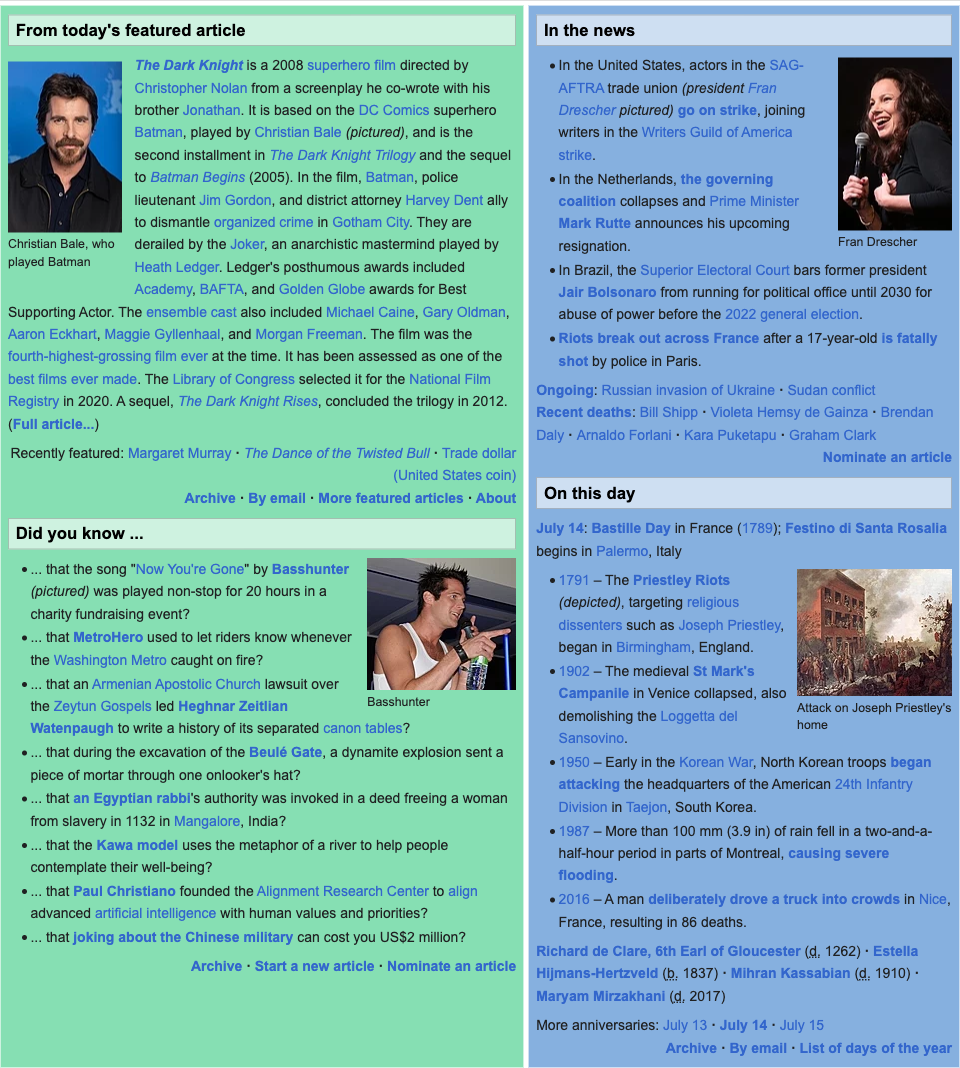 From today's featured article
The Dark Knight is a 2008 superhero film directed by
Christopher Nolan from a screenplay he co-wrote with his
brother Jonathan. It is based on the DC Comics superhero
Batman, played by Christian Bale (pictured), and is the
second installment in The Dark Knight Trilogy and the sequel
to Batman Begins (2005). In the film, Batman, police
lieutenant Jim Gordon, and district attorney Harvey Dent ally
to dismantle organized crime in Gotham City. They are
derailed by the Joker, an anarchistic mastermind played by
Heath Ledger. Ledger's posthumous awards included
Academy, BAFTA, and Golden Globe awards for Best
Christian Bale, who
played Batman
Supporting Actor. The ensemble cast also included Michael Caine, Gary Oldman,
Aaron Eckhart, Maggie Gyllenhaal, and Morgan Freeman. The film was the
fourth-highest-grossing film ever at the time. It has been assessed as one of the
best films ever made. The Library of Congress selected it for the National Film
Registry in 2020. A sequel, The Dark Knight Rises, concluded the trilogy in 2012.
(Full article...)
Recently featured: Margaret Murray · The Dance of the Twisted Bull · Trade dollar
(United States coin)
Archive · By email · More featured articles · About
Did you know ...
• ... that the song "Now You're Gone" by Basshunter
(pictured) was played non-stop for 20 hours in a
charity fundraising event?
• ... that MetroHero used to let riders know whenever
the Washington Metro caught on fire?
• ... that an Armenian Apostolic Church lawsuit over
the Zeytun Gospels led Heghnar Zeitlian
Watenpaugh to write a history of its separated canon tables?
Basshunter
• ... that during the excavation of the Beulé Gate, a dynamite explosion sent a
piece of mortar through one onlooker's hat?
• ... that an Egyptian rabbi's authority was invoked in a deed freeing a woman
from slavery in 1132 in Mangalore, India?
• ... that the Kawa model uses the metaphor of a river to help people
contemplate their well-being?
• ... that Paul Christiano founded the Alignment Research Center to align
advanced artificial intelligence with human values and priorities?
• ... that joking about the Chinese military can cost you US$2 million?
Archive · Start a new article · Nominate an article
In the news
• In the United States, actors in the SAG-
AFTRA trade union (president Fran
Drescher pictured) go on strike, joining
writers in the Writers Guild of America
strike.
• In the Netherlands, the governing
coalition collapses and Prime Minister
Mark Rutte announces his upcoming
resignation.
Fran Drescher
• In Brazil, the Superior Electoral Court bars former president
Jair Bolsonaro from running for political office until 2030 for
abuse of power before the 2022 general election.
• Riots break out across France after a 17-year-old is fatally
shot by police in Paris.
Ongoing: Russian invasion of Ukraine · Sudan conflict
Recent deaths: Bill Shipp · Violeta Hemsy de Gainza · Brendan
Daly · Arnaldo Forlani · Kara Puketapu · Graham Clark
Nominate an article
On this day
July 14: Bastille Day in France (1789); Festino di Santa Rosalia
begins in Palermo, Italy
• 1791 – The Priestley Riots
(depicted), targeting religious
dissenters such as Joseph Priestley,
began in Birmingham, England.
• 1902 – The medieval St Mark's
Campanile in Venice collapsed, also
demolishing the Loggetta del
Sansovino.
Attack on Joseph Priestley's
home
• 1950 – Early in the Korean War, North Korean troops began
attacking the headquarters of the American 24th Infantry
Division in Taejon, South Korea.
• 1987 – More than 100 mm (3.9 in) of rain fell in a two-and-a-
half-hour period in parts of Montreal, causing severe
flooding.
• 2016 – A man deliberately drove a truck into crowds in Nice,
France, resulting in 86 deaths.
Richard de Clare, 6th Earl of Gloucester (d. 1262) · Estella
Hijmans-Hertzveld (b. 1837) · Mihran Kassabian (d. 1910) ·
Maryam Mirzakhani (d. 2017)
More anniversaries: July 13 · July 14 · July 15
Archive · By email · List of days of the year